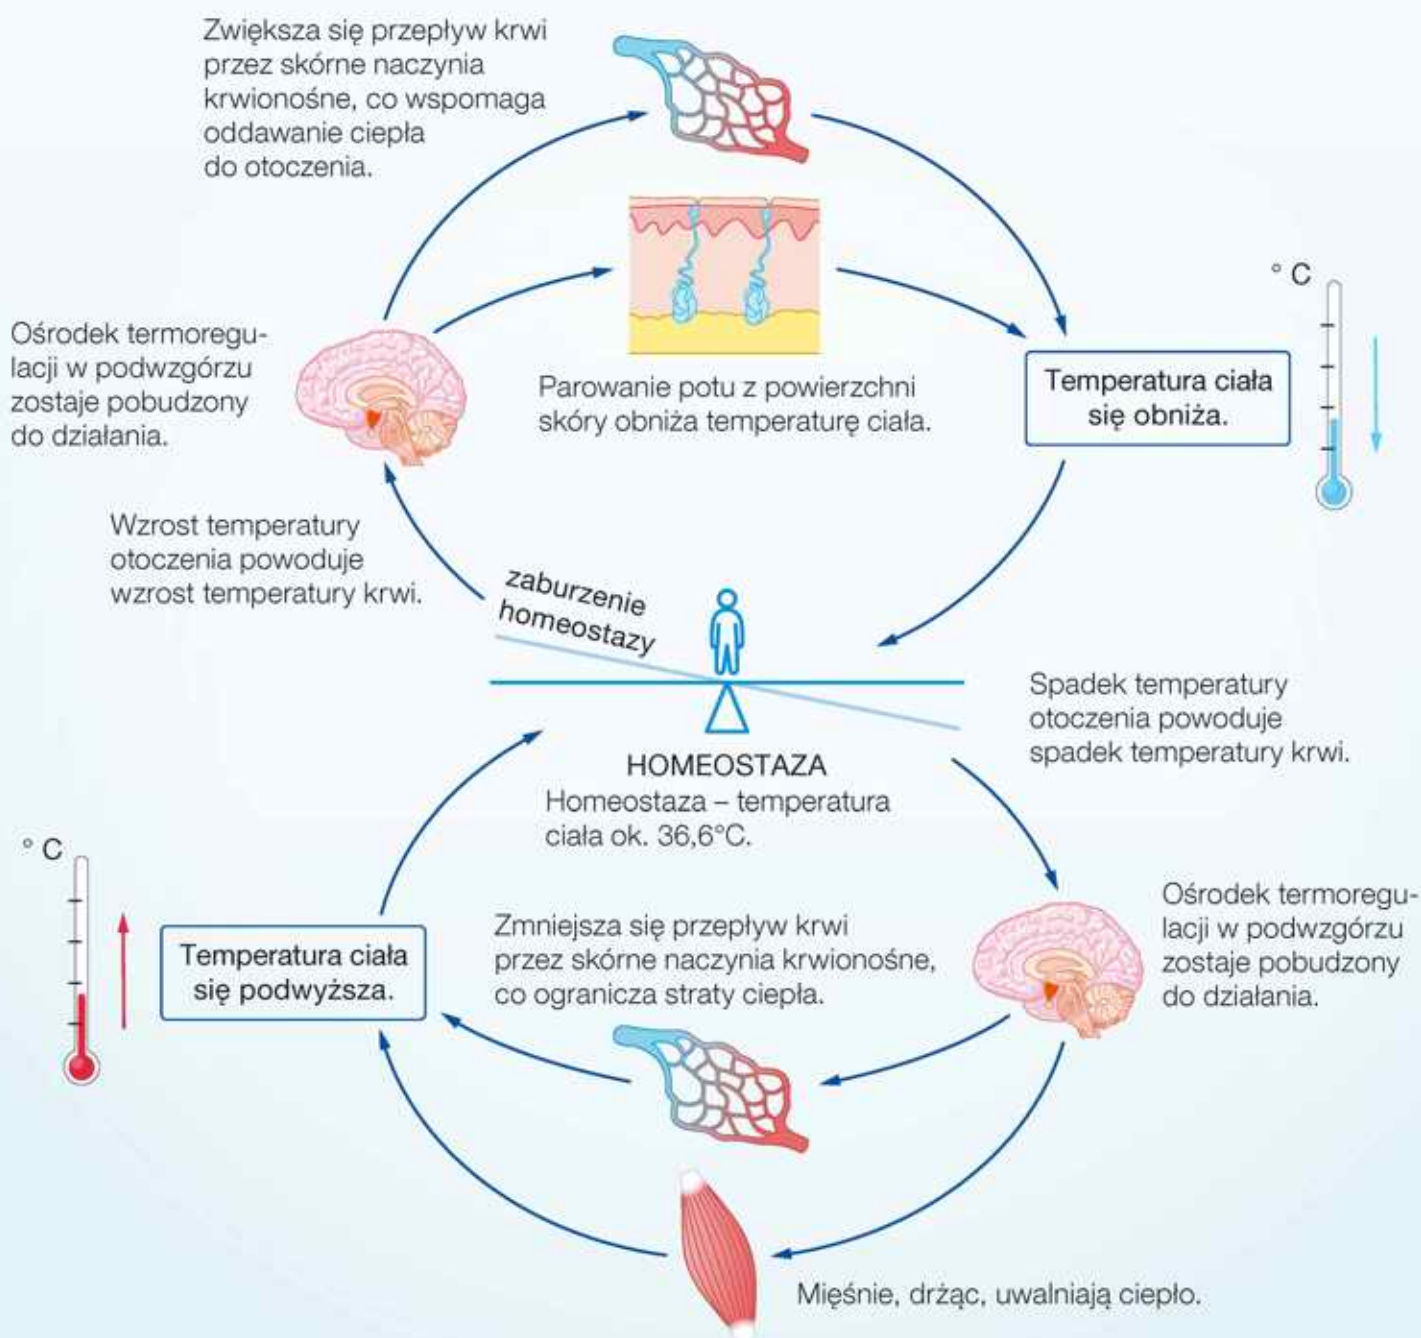 Zwiększa się przepływ krwi
przez skórne naczynia
krwionośne, co wspomaga
oddawanie ciepła
do otoczenia.
° C
Ośrodek termoregu-
lacji w podwzgórzu
zostaje pobudzony
do działania.
Parowanie potu z powierzchni
skóry obniża temperaturę ciała.
Temperatura ciała
się obniża.
Wzrost temperatury
otoczenia powoduje
wzrost temperatury krwi.
zaburzenie
homeostazy
Spadek temperatury
otoczenia powoduje
spadek temperatury krwi.
HOMEOSTAZA
Homeostaza – temperatura
ciała ok. 36,6°C.
° C
Temperatura ciała
się podwyższa.
Zmniejsza się przepływ krwi
przez skórne naczynia krwionośne,
co ogranicza straty ciepła.
Ośrodek termoregu-
lacji w podwzgórzu
zostaje pobudzony
do działania.
Mięśnie, drżąc, uwalniają ciepło.